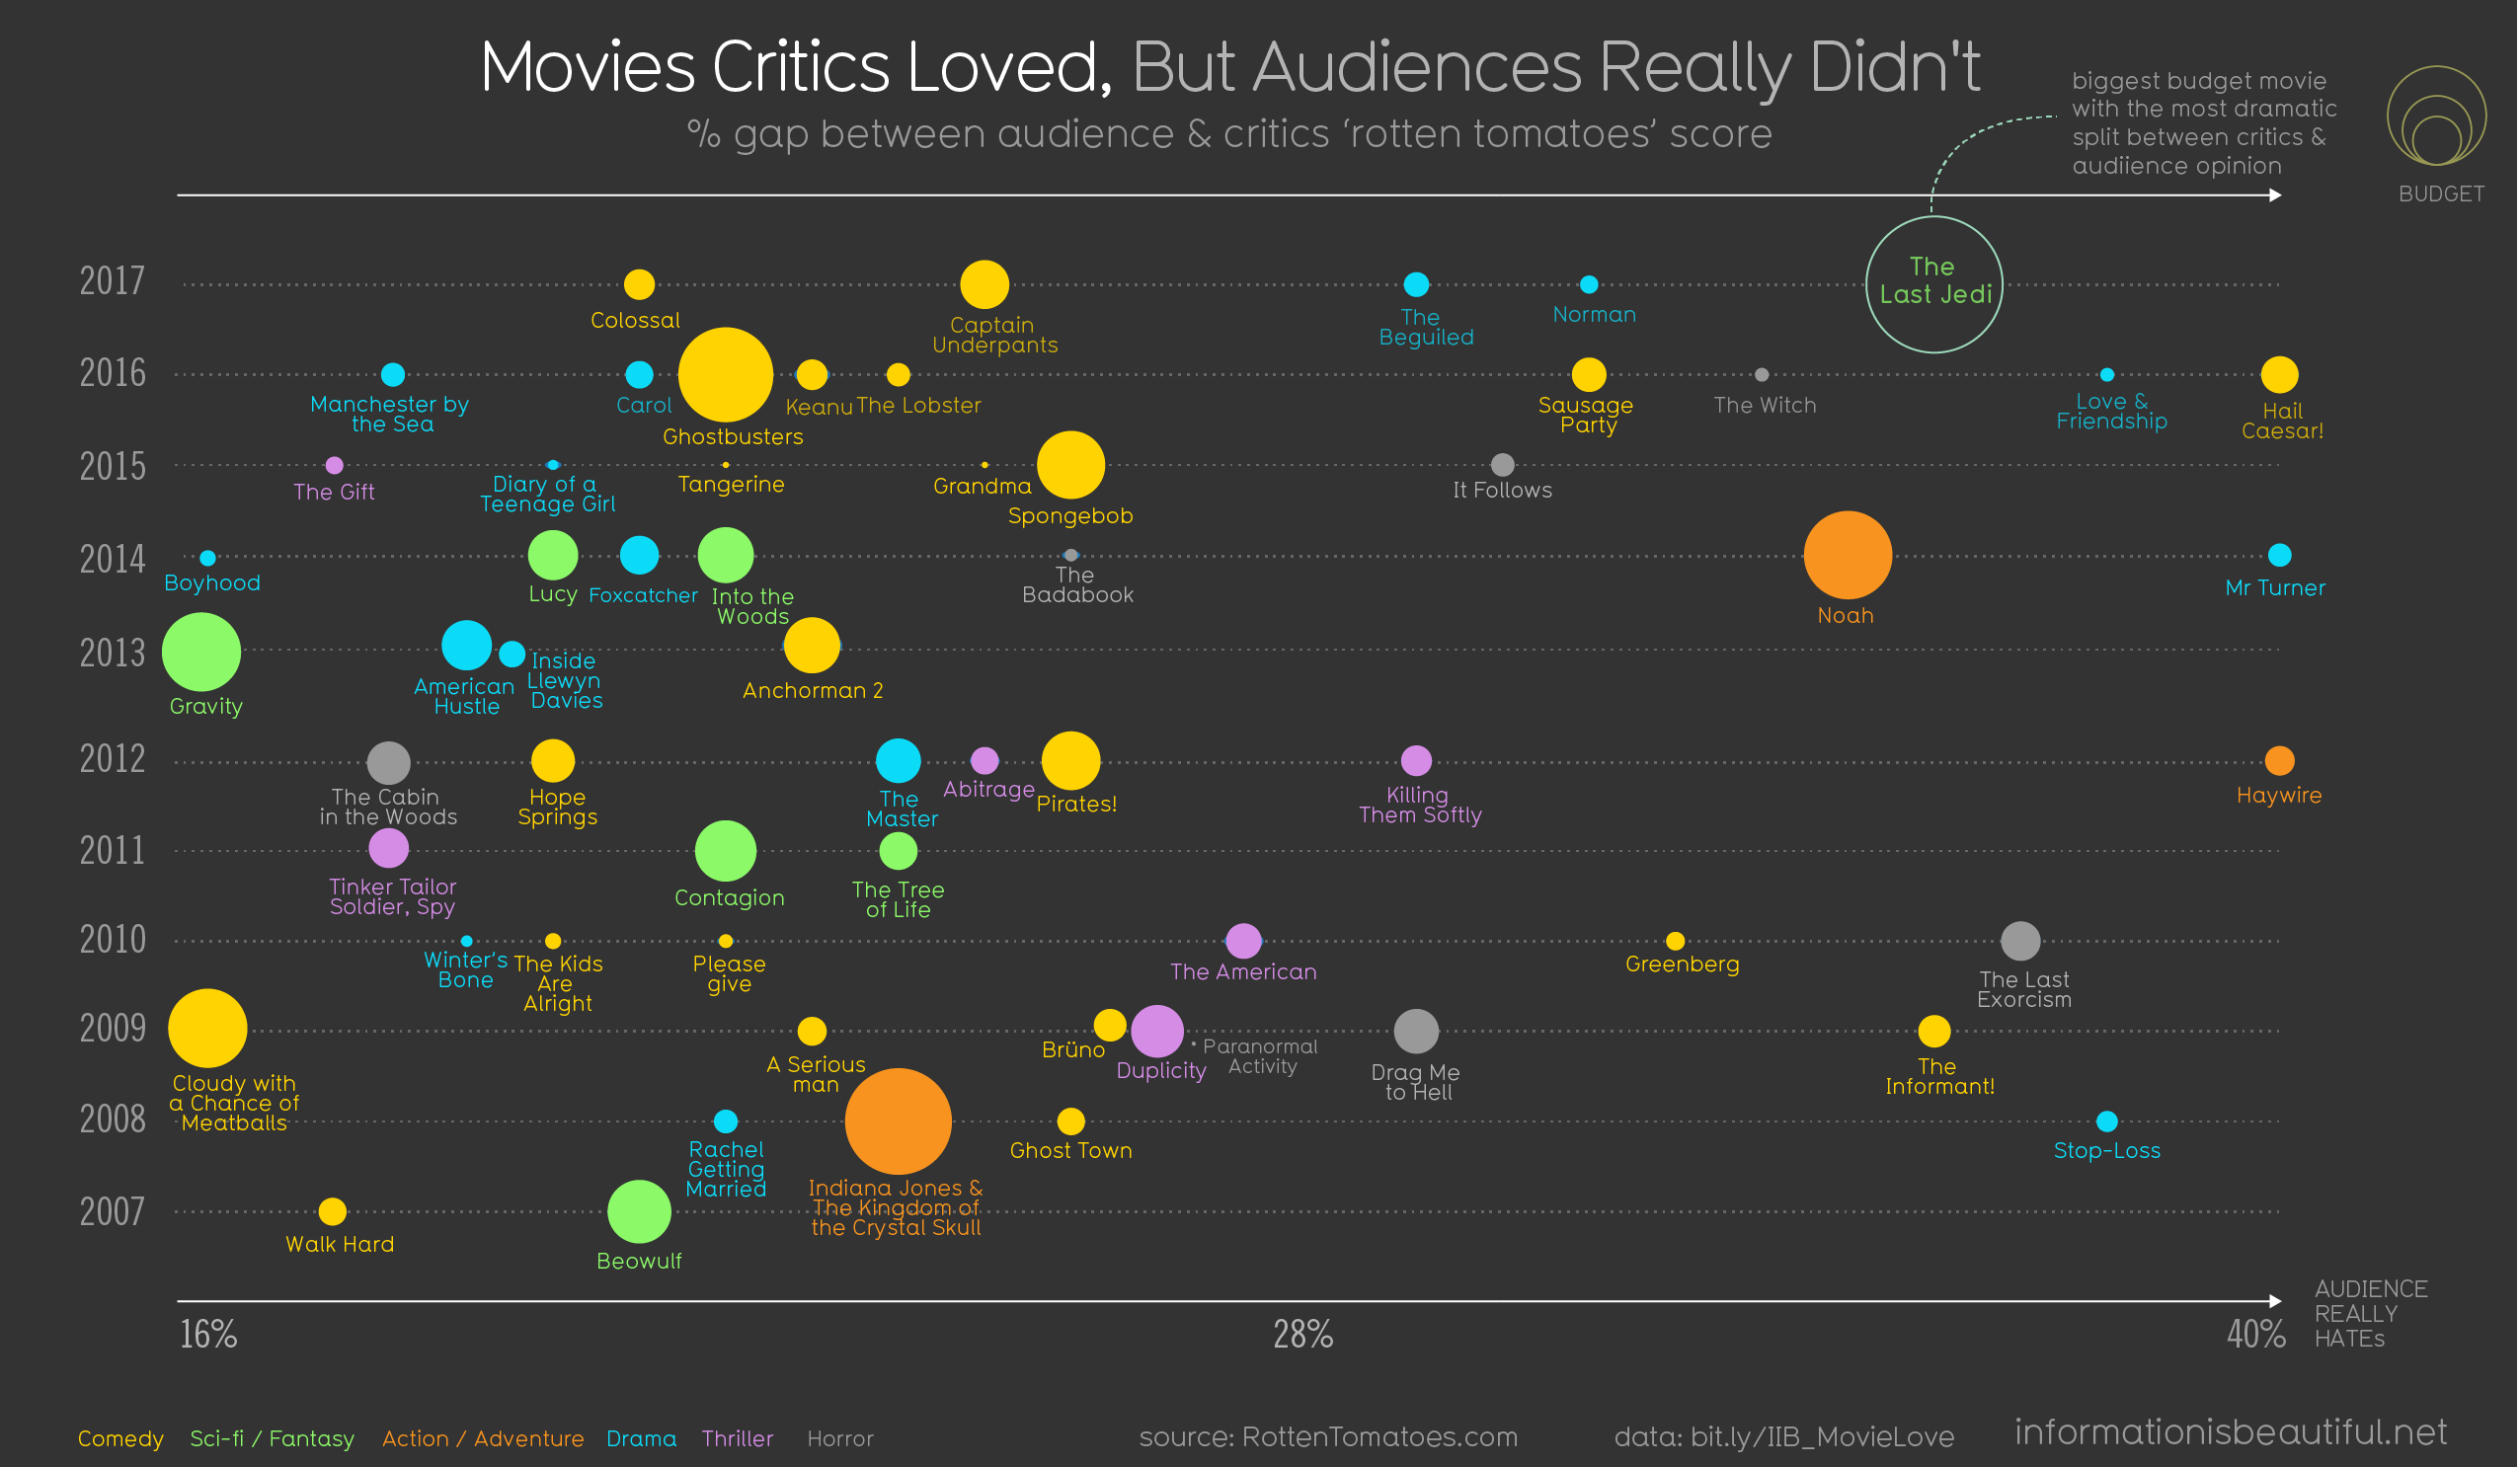 Movies Critics Loved, But Audiences Really Didn't
% gap between audience & critics ‘rotten tomatoes’ score
biggest budget movie
with the most dramatic
split between critics &
audiience opinion
BUDGET
The
Last Jedi
2017
Colossal
Captain
Underpants
The
Beguiled
Norman
2016
Manchester by
the Sea
Carol
Ghostbusters
Keanu
The Lobster
Sausage
Party
The Witch
Love &
Friendship
Hail
Caesar!
2015
The Gift
Diary of a
Teenage Girl
Tangerine
Grandma
Spongebob
It Follows
2014
Boyhood
Lucy
Foxcatcher
Into the
Woods
The
Badabook
Noah
Mr Turner
2013
Gravity
American
Hustle
Inside
Llewyn
Davies
Anchorman 2
2012
The Cabin
in the Woods
Hope
Springs
The
Master
Abitrage
Pirates!
Killing
Them Softly
Haywire
2011
Tinker Tailor
Soldier, Spy
Contagion
The Tree
of Life
2010
Winter’s
Bone
The Kids
Are
Alright
Please
give
The American
Greenberg
The Last
Exorcism
2009
Cloudy with
a Chance of
Meatballs
A Serious
man
Brüno
Duplicity
Paranormal
Activity
Drag Me
to Hell
The
Informant!
2008
Rachel
Getting
Married
Indiana Jones &
The Kingdom of
the Crystal Skull
Ghost Town
Stop-Loss
2007
Walk Hard
Beowulf
16%
28%
40%
AUDIENCE
REALLY
HATEs
Comedy
Sci-fi / Fantasy
Action / Adventure
Drama
Thriller
Horror
source: RottenTomatoes.com
data: bit.ly/IIB_MovieLove
informationisbeautiful.net